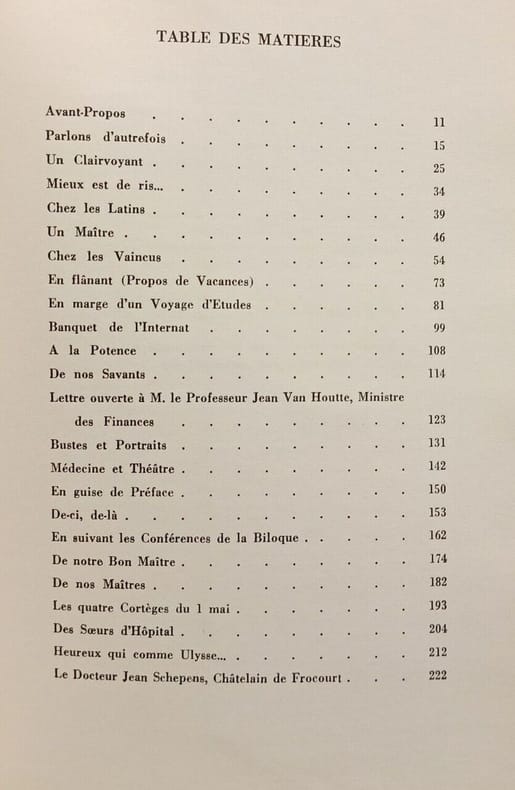 TABLE DES MATIERES
Avant-Propos . . . . . . . . . . 11
Parlons d'autrefois . . . . . . . . . 15
Un Clairvoyant . . . . . . . . . . 25
Mieux est de ris... . . . . . . . . . 34
Chez les Latins . . . . . . . . . . 39
Un Maître . . . . . . . . . . . 46
Chez les Vaincus . . . . . . . . . 54
En flânant (Propos de Vacances) . . . . . . 73
En marge d'un Voyage d'Etudes . . . . . . 81
Banquet de l'Internat . . . . . . . . 99
A la Potence . . . . . . . . . . 108
De nos Savants . . . . . . . . . . 114
Lettre ouverte à M. le Professeur Jean Van Houtte, Ministre
des Finances . . . . . . . . . 123
Bustes et Portraits . . . . . . . . . 131
Médecine et Théâtre . . . . . . . . . 142
En guise de Préface . . . . . . . . . 150
De-ci, de-là . . . . . . . . . . . 153
En suivant les Conférences de la Biloque . . . . . 162
De notre Bon Maître . . . . . . . . . 174
De nos Maîtres . . . . . . . . . . 182
Les quatre Cortèges du 1 mai . . . . . . . 193
Des Sœurs d'Hôpital . . . . . . . . . 204
Heureux qui comme Ulysse... . . . . . . . 212
Le Docteur Jean Schepens, Châtelain de Frocourt . . . 222